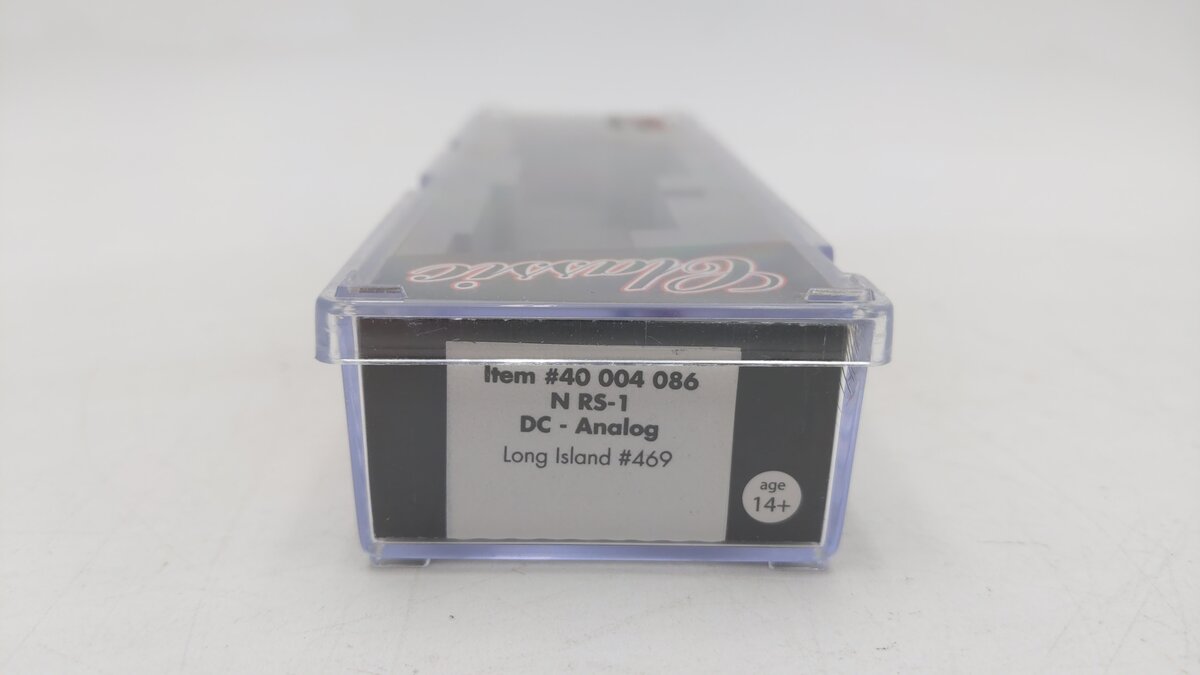 Classic
Item #40 004 086
N RS-1
DC - Analog
Long Island #469
age
14+